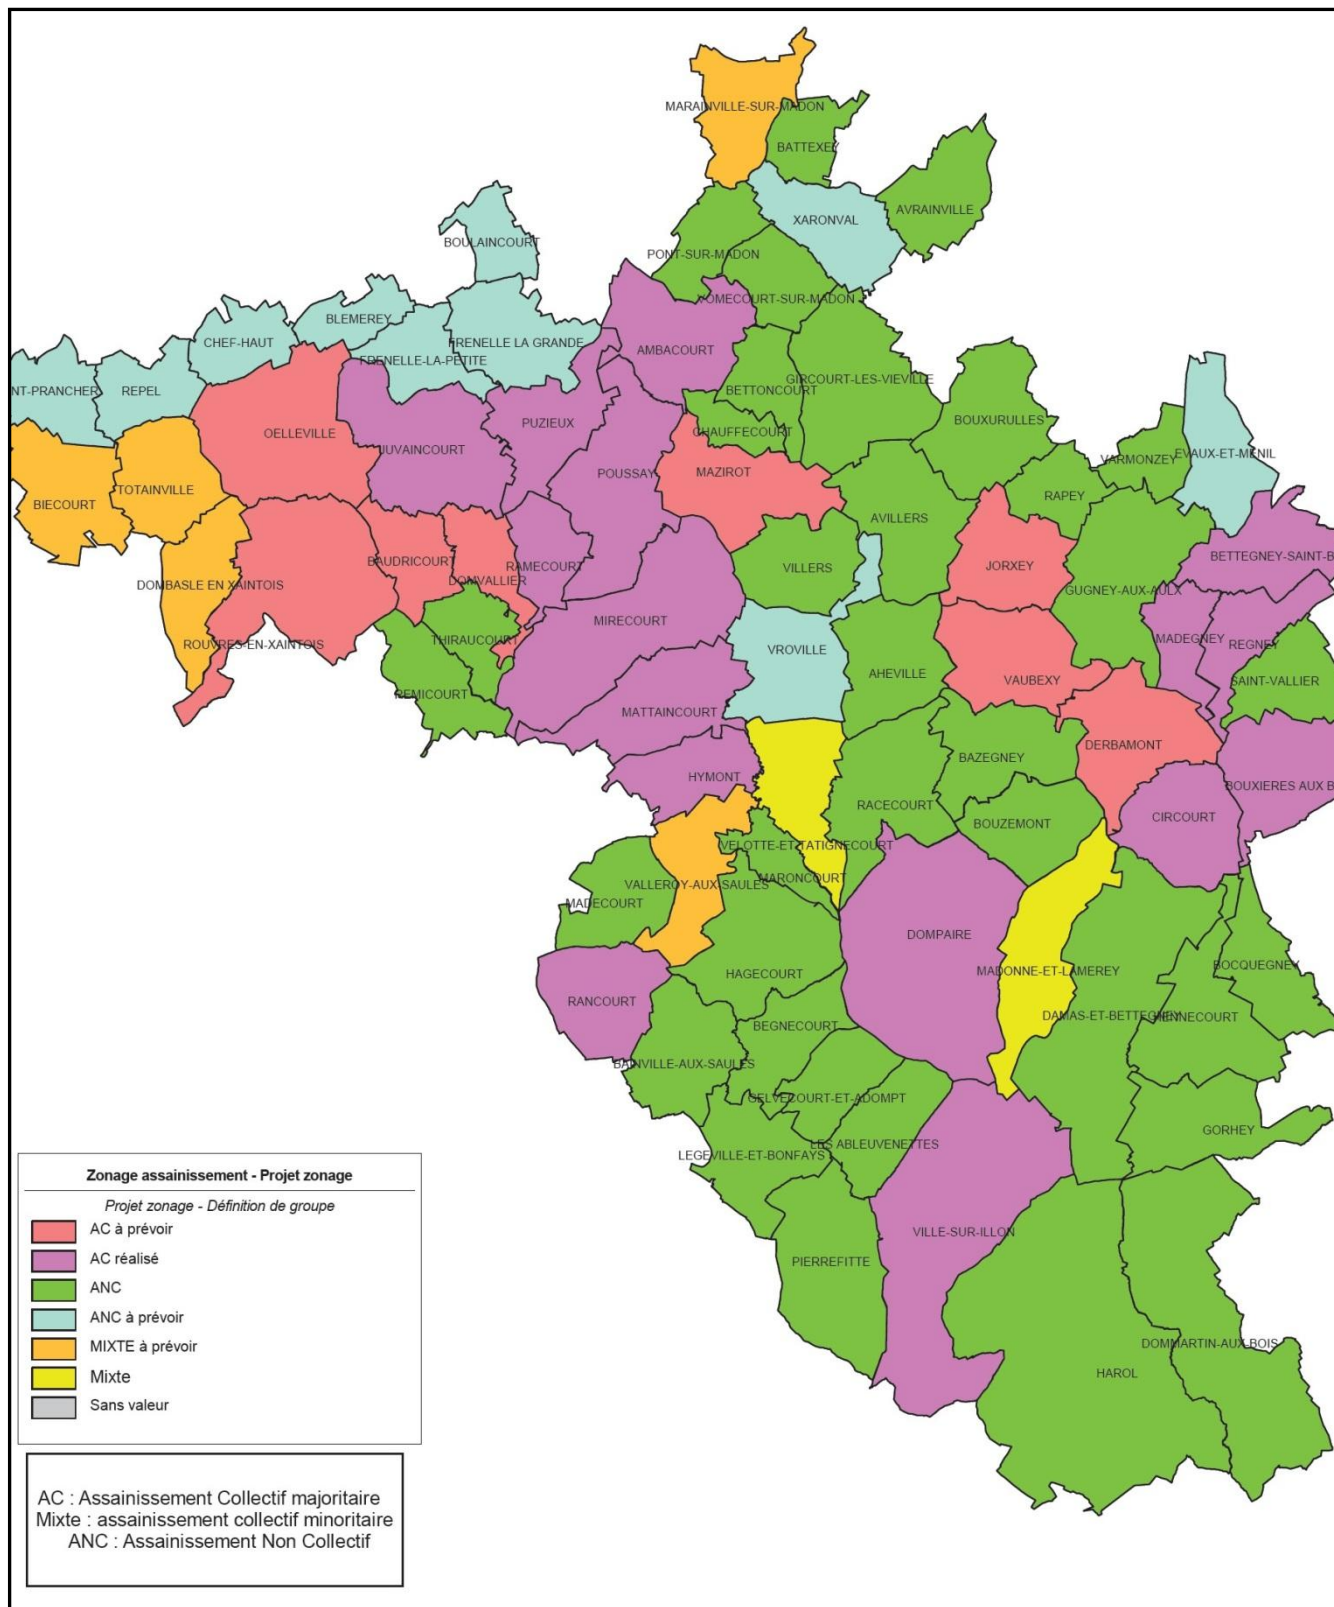 MARAINVILLE-SUR-MADON
BATTEXEY
AVRAINVILLE
XARONVAL
BOULAINCOURT
PONT-SUR-MADON
VOMECOURT-SUR-MADON
BLEMEREY
CHEF-HAUT
FRENELLE LA GRANDE
FRENELLE-LA-PETITE
AMBACOURT
NT-PRANCHER
REPEL
BETTONCOURT
GIRCOURT-LES-VIEVILLE
OELLEVILLE
PUZIEUX
BOUXURULLES
CHAUFFECOURT
JUVAINCOURT
VARMONZEY
EVAUX-ET-MENIL
POUSSAY
MAZIROT
TOTAINVILLE
RAPEY
BIECOURT
AVILLERS
BETTEGNEY-SAINT-B
BAUDRICOURT
RAMECOURT
VILLERS
JORXEY
DOMVALLIER
DOMBASLE EN XAINTOIS
GUGNEY-AUX-AULX
MIRECOURT
THIRAUCOURT
MADEGNEY
REGNEY
ROUVRES-EN-XAINTOIS
VROVILLE
AHEVILLE
VAUBEXY
SAINT-VALLIER
REMICOURT
MATTAINCOURT
DERBAMONT
BAZEGNEY
HYMONT
BOUXIERES AUX B
RACECOURT
CIRCOURT
BOUZEMONT
VELOTTE-ET-TATIGNECOURT
MARONCOURT
VALLEROY-AUX-SAULES
MADECOURT
DOMPAIRE
BOCQUEGNEY
HAGECOURT
MADONNE-ET-LAMEREY
RANCOURT
DAMAS-ET-BETTEGNEY
HENNECOURT
BEGNECOURT
BAINVILLE-AUX-SAULES
GELVECOURT-ET-ADOMPT
GORHEY
LES ABLEUVENETTES
LEGEVILLE-ET-BONFAYS
VILLE-SUR-ILLON
PIERREFITTE
DOMMARTIN-AUX-BOIS
HAROL
Zonage assainissement - Projet zonage
Projet zonage - Définition de groupe
AC à prévoir
AC réalisé
ANC
ANC à prévoir
MIXTE à prévoir
Mixte
Sans valeur
AC : Assainissement Collectif majoritaire
Mixte : assainissement collectif minoritaire
ANC : Assainissement Non Collectif